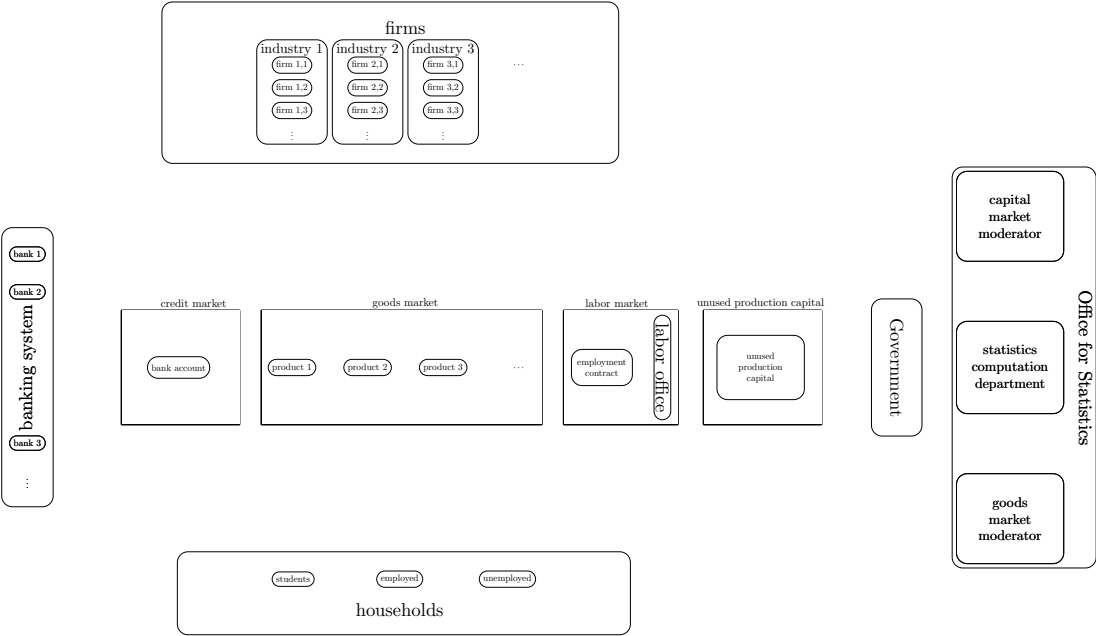 firms
industry 1 industry 2 industry 3
firm 1,1 firm 2,1 firm 3,1 ...
firm 1,2 firm 2,2 firm 3,2
firm 1,3 firm 2,3 firm 3,3
⋮ ⋮ ⋮
bank 1
bank 2
banking system
bank 3
⋮
credit market
bank account
goods market
product 1 product 2 product 3 ...
labor market
employment
contract
labor office
unused production capital
unused
production
capital
Government
capital
market
moderator
statistics
computation
department
goods
market
moderator
Office for Statistics
students employed unemployed
households